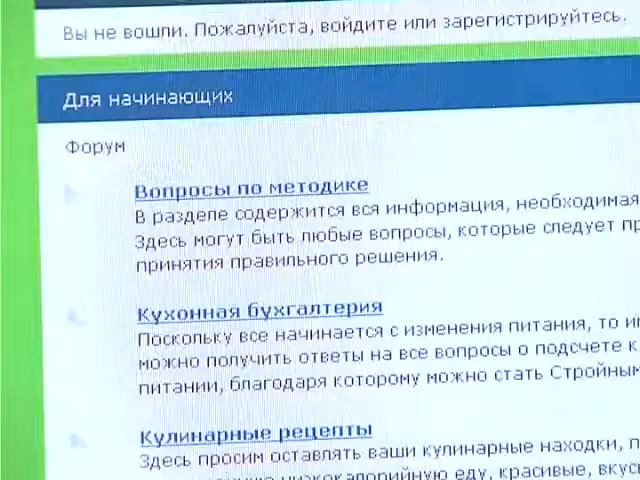 Вы не вошли. Пожалуйста, войдите или зарегистрируйтесь.
Для начинающих
Форум
Вопросы по методике
В разделе содержится вся информация, необходимая
Здесь могут быть любые вопросы, которые следует
принятия правильного решения.
Кухонная бухгалтерия
Поскольку все начинается с изменения питания, то
можно получить ответы на все вопросы о подсчете к
питании, благодаря которому можно стать Стройным
Кулинарные рецепты
Здесь просим оставлять ваши кулинарные находки, п
низкокалорийную еду, красивые,